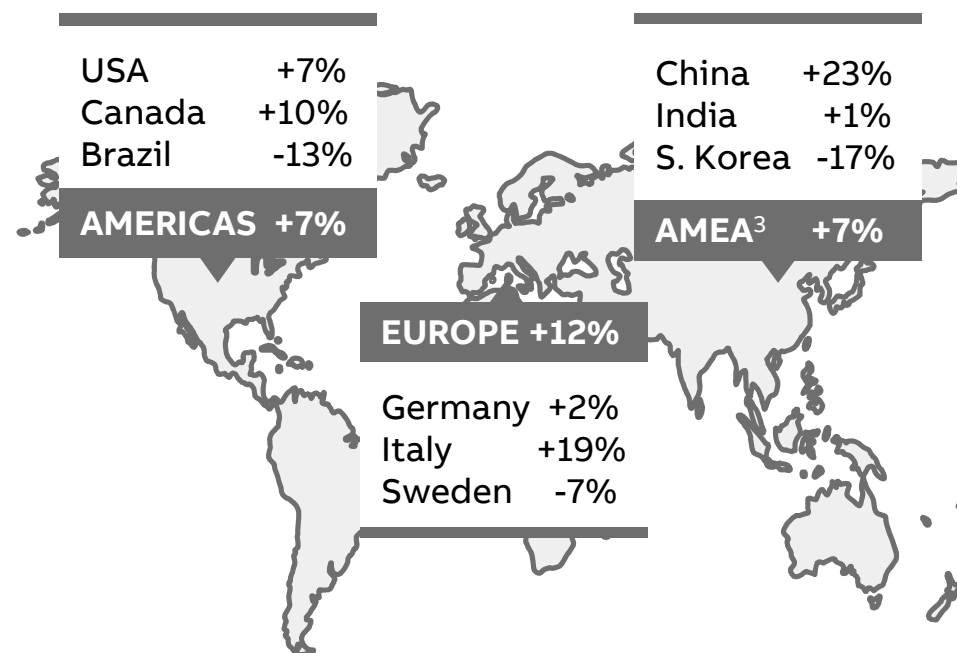 USA +7%
Canada +10%
Brazil -13%
AMERICAS +7%
China +23%
India +1%
S. Korea -17%
AMEA³ +7%
EUROPE +12%
Germany +2%
Italy +19%
Sweden -7%